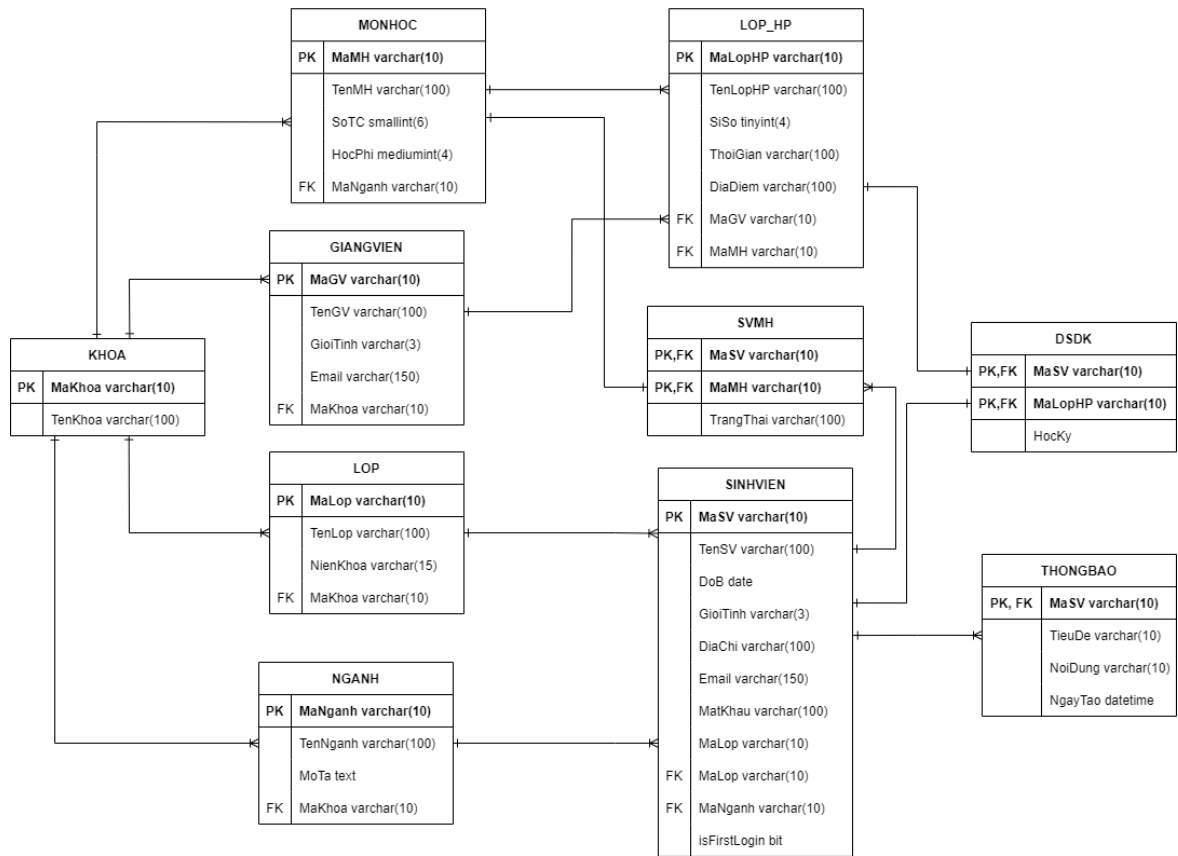 MONHOC
PK MaMH varchar(10)
TenMH varchar(100)
SoTC smallint(6)
HocPhi mediumint(4)
FK MaNganh varchar(10)
LOP_HP
PK MaLopHP varchar(10)
TenLopHP varchar(100)
SiSo tinyint(4)
ThoiGian varchar(100)
DiaDiem varchar(100)
FK MaGV varchar(10)
FK MaMH varchar(10)
GIANGVIEN
PK MaGV varchar(10)
TenGV varchar(100)
GioiTinh varchar(3)
Email varchar(150)
FK MaKhoa varchar(10)
SVMH
PK,FK MaSV varchar(10)
PK,FK MaMH varchar(10)
TrangThai varchar(100)
DSDK
PK,FK MaSV varchar(10)
PK,FK MaLopHP varchar(10)
HocKy
KHOA
PK MaKhoa varchar(10)
TenKhoa varchar(100)
LOP
PK MaLop varchar(10)
TenLop varchar(100)
NienKhoa varchar(15)
FK MaKhoa varchar(10)
SINHVIEN
PK MaSV varchar(10)
TenSV varchar(100)
DoB date
GioiTinh varchar(3)
DiaChi varchar(100)
Email varchar(150)
MatKhau varchar(100)
MaLop varchar(10)
FK MaLop varchar(10)
FK MaNganh varchar(10)
isFirstLogin bit
THONGBAO
PK, FK MaSV varchar(10)
TieuDe varchar(10)
NoiDung varchar(10)
NgayTao datetime
NGANH
PK MaNganh varchar(10)
TenNganh varchar(100)
MoTa text
FK MaKhoa varchar(10)